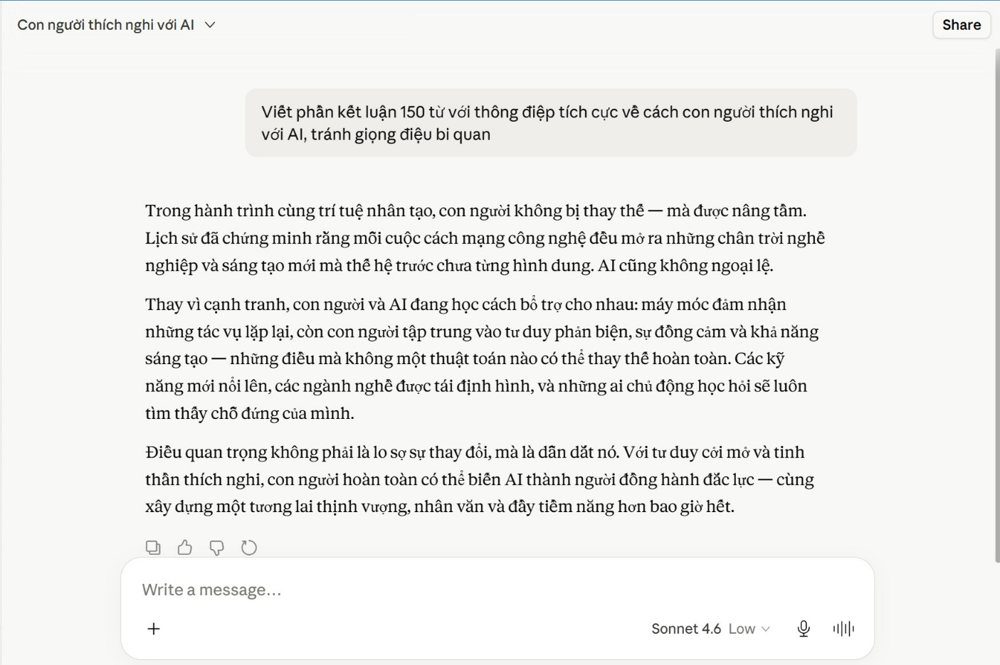 Con người thích nghi với AI
Share
Viết phần kết luận 150 từ với thông điệp tích cực về cách con người thích nghi
với AI, tránh giọng điệu bi quan
Trong hành trình cùng trí tuệ nhân tạo, con người không bị thay thế — mà được nâng tầm.
Lịch sử đã chứng minh rằng mỗi cuộc cách mạng công nghệ đều mở ra những chân trời nghề
nghiệp và sáng tạo mới mà thế hệ trước chưa từng hình dung. AI cũng không ngoại lệ.
Thay vì cạnh tranh, con người và AI đang học cách bổ trợ cho nhau: máy móc đảm nhận
những tác vụ lặp lại, còn con người tập trung vào tư duy phản biện, sự đồng cảm và khả năng
sáng tạo — những điều mà không một thuật toán nào có thể thay thế hoàn toàn. Các kỹ
năng mới nổi lên, các ngành nghề được tái định hình, và những ai chủ động học hỏi sẽ luôn
tìm thấy chỗ đứng của mình.
Điều quan trọng không phải là lo sợ sự thay đổi, mà là dẫn dắt nó. Với tư duy cởi mở và tinh
thần thích nghi, con người hoàn toàn có thể biến AI thành người đồng hành đắc lực — cùng
xây dựng một tương lai thịnh vượng, nhân văn và đầy tiềm năng hơn bao giờ hết.
Write a message...
Sonnet 4.6 Low